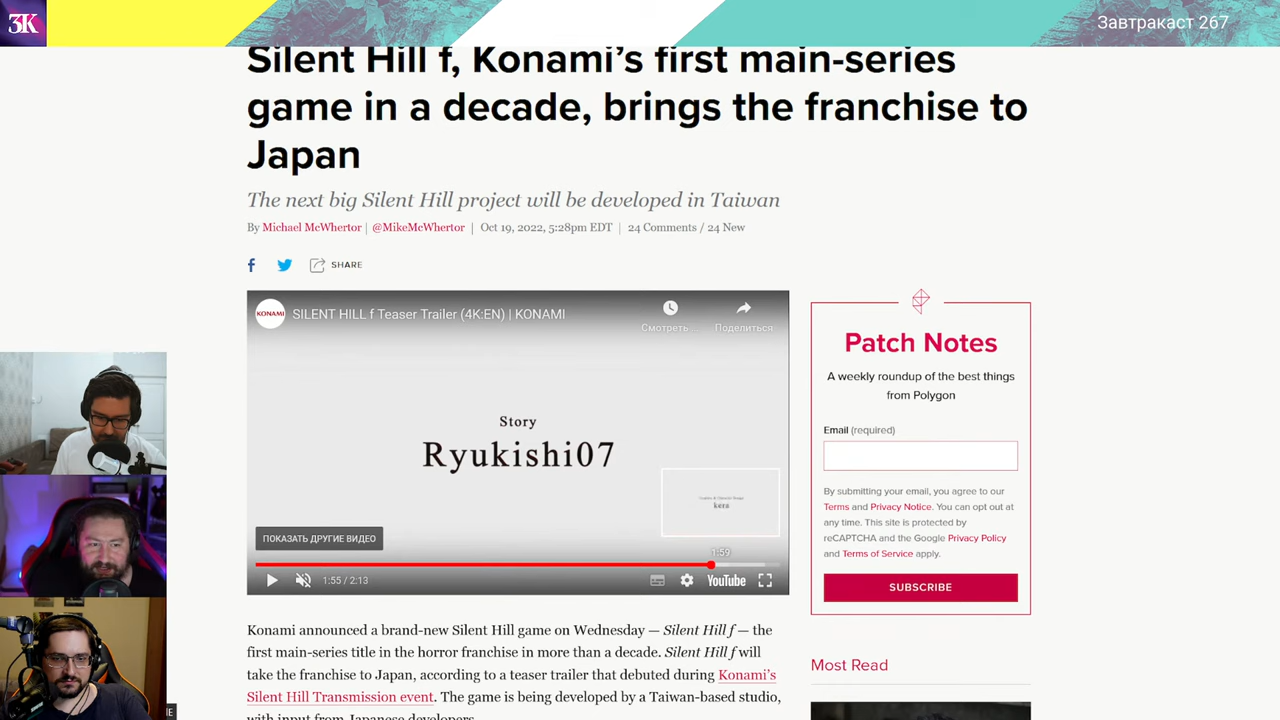 3K
Завтракаст 267
Silent Hill f, Konami's first main-series
game in a decade, brings the franchise to
Japan
The next big Silent Hill project will be developed in Taiwan
By Michael McWhertor | @MikeMcWhertor | Oct 19, 2022, 5:28pm EDT | 24 Comments / 24 New
SHARE
KONAMI
SILENT HILL f Teaser Trailer (4K:EN) | KONAMI
Смотреть ...
Поделиться
Story
Ryukishi07
kera
ПОКАЗАТЬ ДРУГИЕ ВИДЕО
1:59
1:55 / 2:13
YouTube
Patch Notes
A weekly roundup of the best things
from Polygon
Email (required)
By submitting your email, you agree to our
Terms and Privacy Notice. You can opt out at
any time. This site is protected by
reCAPTCHA and the Google Privacy Policy
and Terms of Service apply.
SUBSCRIBE
Konami announced a brand-new Silent Hill game on Wednesday — Silent Hill f — the
first main-series title in the horror franchise in more than a decade. Silent Hill f will
take the franchise to Japan, according to a teaser trailer that debuted during Konami's
Silent Hill Transmission event. The game is being developed by a Taiwan-based studio,
with input from Japanese developers.
Most Read